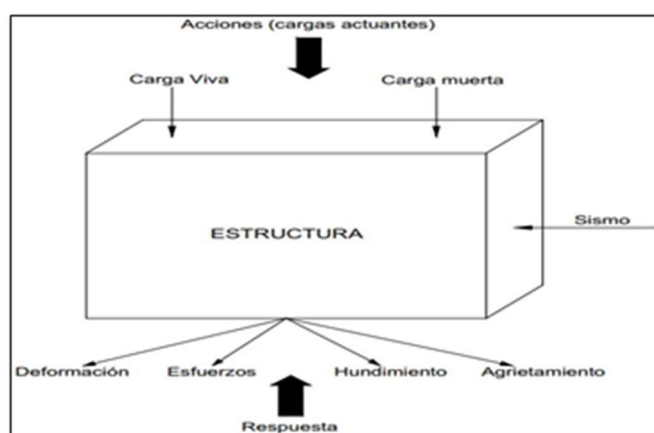 Acciones (cargas actuantes)
Carga Viva
Carga muerta
ESTRUCTURA
Sismo
Deformación
Esfuerzos
Hundimiento
Agrietamiento
Respuesta